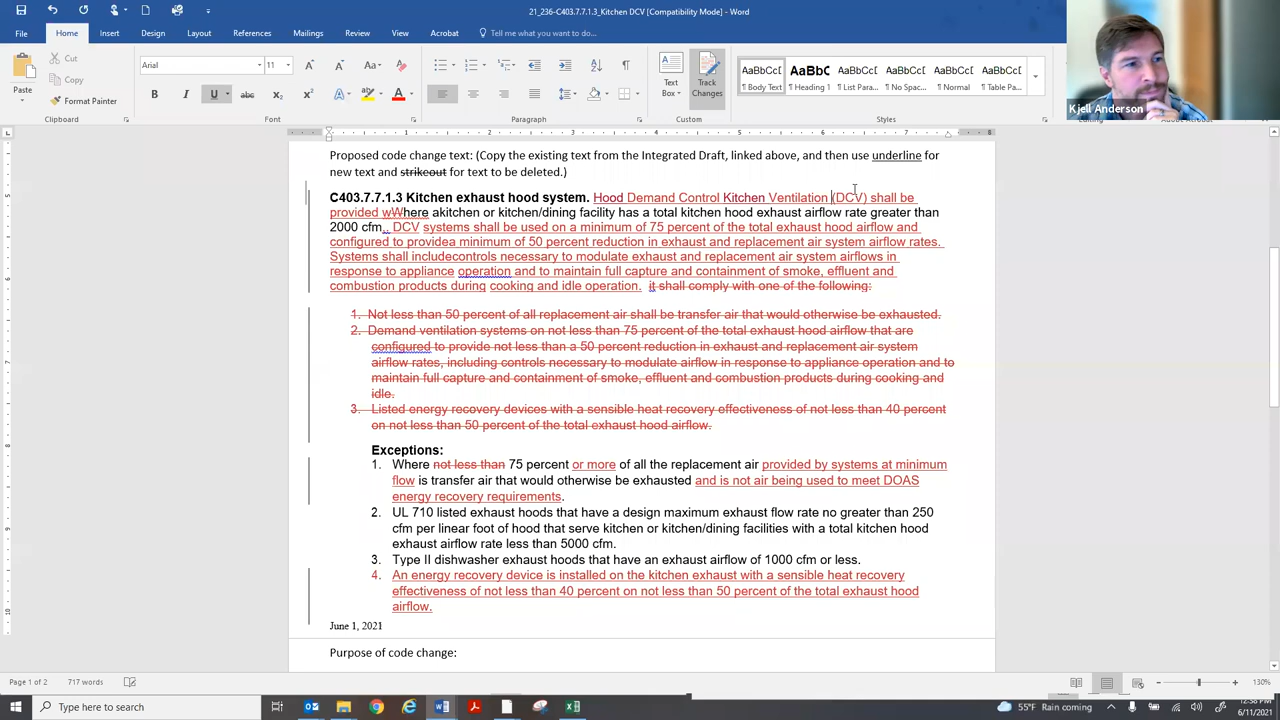 21_236-C403.7.7.1.3_Kitchen DCV [Compatibility Mode] - Word
File Home Insert Design Layout References Mailings Review View Acrobat Tell me what you want to do...
Cut
Copy
Paste
Format Painter
Clipboard
Arial 11
Font
Paragraph
Text Box
Track Changes
Custom
AaBbCc[ AaBbC AaBbCc[ AaBbCc[ AaBbCc[ AaBbCc[
¶ Body Text ¶ Heading 1 ¶ List Para... ¶ No Spac... ¶ Normal ¶ Table Pa...
Styles
Kjell Anderson
Proposed code change text: (Copy the existing text from the Integrated Draft, linked above, and then use underline for
new text and strikeout for text to be deleted.)
C403.7.7.1.3 Kitchen exhaust hood system. Hood Demand Control Kitchen Ventilation (DCV) shall be
provided wWhere akitchen or kitchen/dining facility has a total kitchen hood exhaust airflow rate greater than
2000 cfm,. DCV systems shall be used on a minimum of 75 percent of the total exhaust hood airflow and
configured to providea minimum of 50 percent reduction in exhaust and replacement air system airflow rates.
Systems shall includecontrols necessary to modulate exhaust and replacement air system airflows in
response to appliance operation and to maintain full capture and containment of smoke, effluent and
combustion products during cooking and idle operation. it shall comply with one of the following:
1. Not less than 50 percent of all replacement air shall be transfer air that would otherwise be exhausted.
2. Demand ventilation systems on not less than 75 percent of the total exhaust hood airflow that are
configured to provide not less than a 50 percent reduction in exhaust and replacement air system
airflow rates, including controls necessary to modulate airflow in response to appliance operation and to
maintain full capture and containment of smoke, effluent and combustion products during cooking and
idle.
3. Listed energy recovery devices with a sensible heat recovery effectiveness of not less than 40 percent
on not less than 50 percent of the total exhaust hood airflow.
Exceptions:
1. Where not less than 75 percent or more of all the replacement air provided by systems at minimum
flow is transfer air that would otherwise be exhausted and is not air being used to meet DOAS
energy recovery requirements.
2. UL 710 listed exhaust hoods that have a design maximum exhaust flow rate no greater than 250
cfm per linear foot of hood that serve kitchen or kitchen/dining facilities with a total kitchen hood
exhaust airflow rate less than 5000 cfm.
3. Type II dishwasher exhaust hoods that have an exhaust airflow of 1000 cfm or less.
4. An energy recovery device is installed on the kitchen exhaust with a sensible heat recovery
effectiveness of not less than 40 percent on not less than 50 percent of the total exhaust hood
airflow.
June 1, 2021
Purpose of code change:
Page 1 of 2 717 words 130%
Type here to search
55°F Raining now
6/11/2021